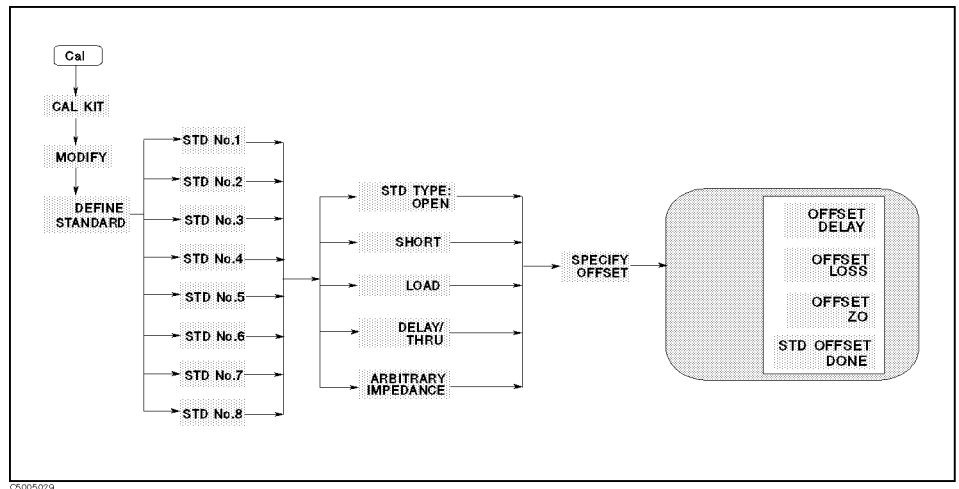 Cal
CAL KIT
MODIFY
DEFINE
STANDARD
STD No.1
STD No.2
STD No.3
STD No.4
STD No.5
STD No.6
STD No.7
STD No.8
STD TYPE:
OPEN
SHORT
LOAD
DELAY/
THRU
ARBITRARY
IMPEDANCE
SPECIFY
OFFSET
OFFSET
DELAY
OFFSET
LOSS
OFFSET
ZO
STD OFFSET
DONE
C5005029